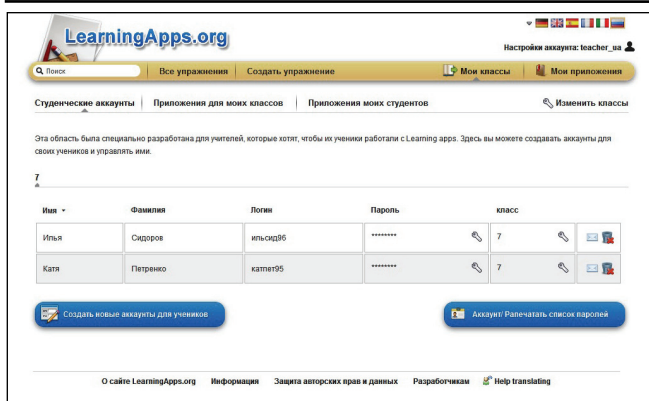 LearningApps.org
Настройки аккаунта: teacher_ua
Поиск
Все упражнения
Создать упражнение
Мои классы
Мои приложения
Студенческие аккаунты
Приложения для моих классов
Приложения моих студентов
Изменить классы
Эта область была специально разработана для учителей, которые хотят, чтобы их ученики работали с Learning apps. Здесь вы можете создавать аккаунты для
своих учеников и управлять ими.
7
Имя Фамилия Логин Пароль класс
Илья Сидоров ильсид96 ******** 7
Катя Петренко катпет95 ******** 7
Создать новые аккаунты для учеников
Аккаунт/ Рапечатать список паролей
О сайте LearningApps.org Информация Защита авторских прав и данных Разработчикам Help translating